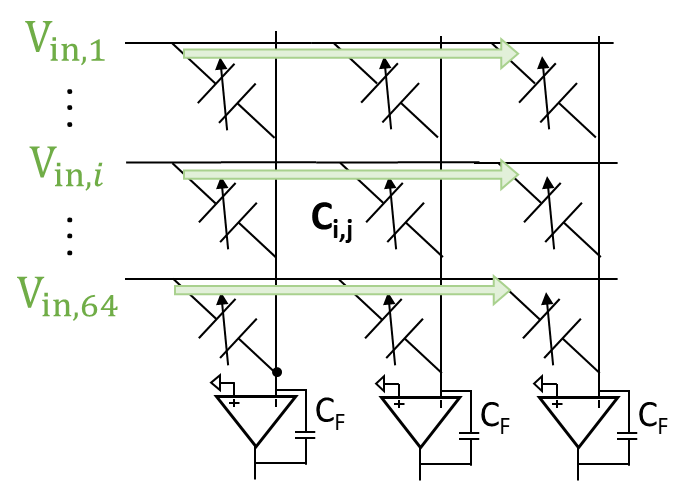 V_in,1
⋮
V_in,i
C_i,j
⋮
V_in,64
+ − + − + −
C_F C_F C_F